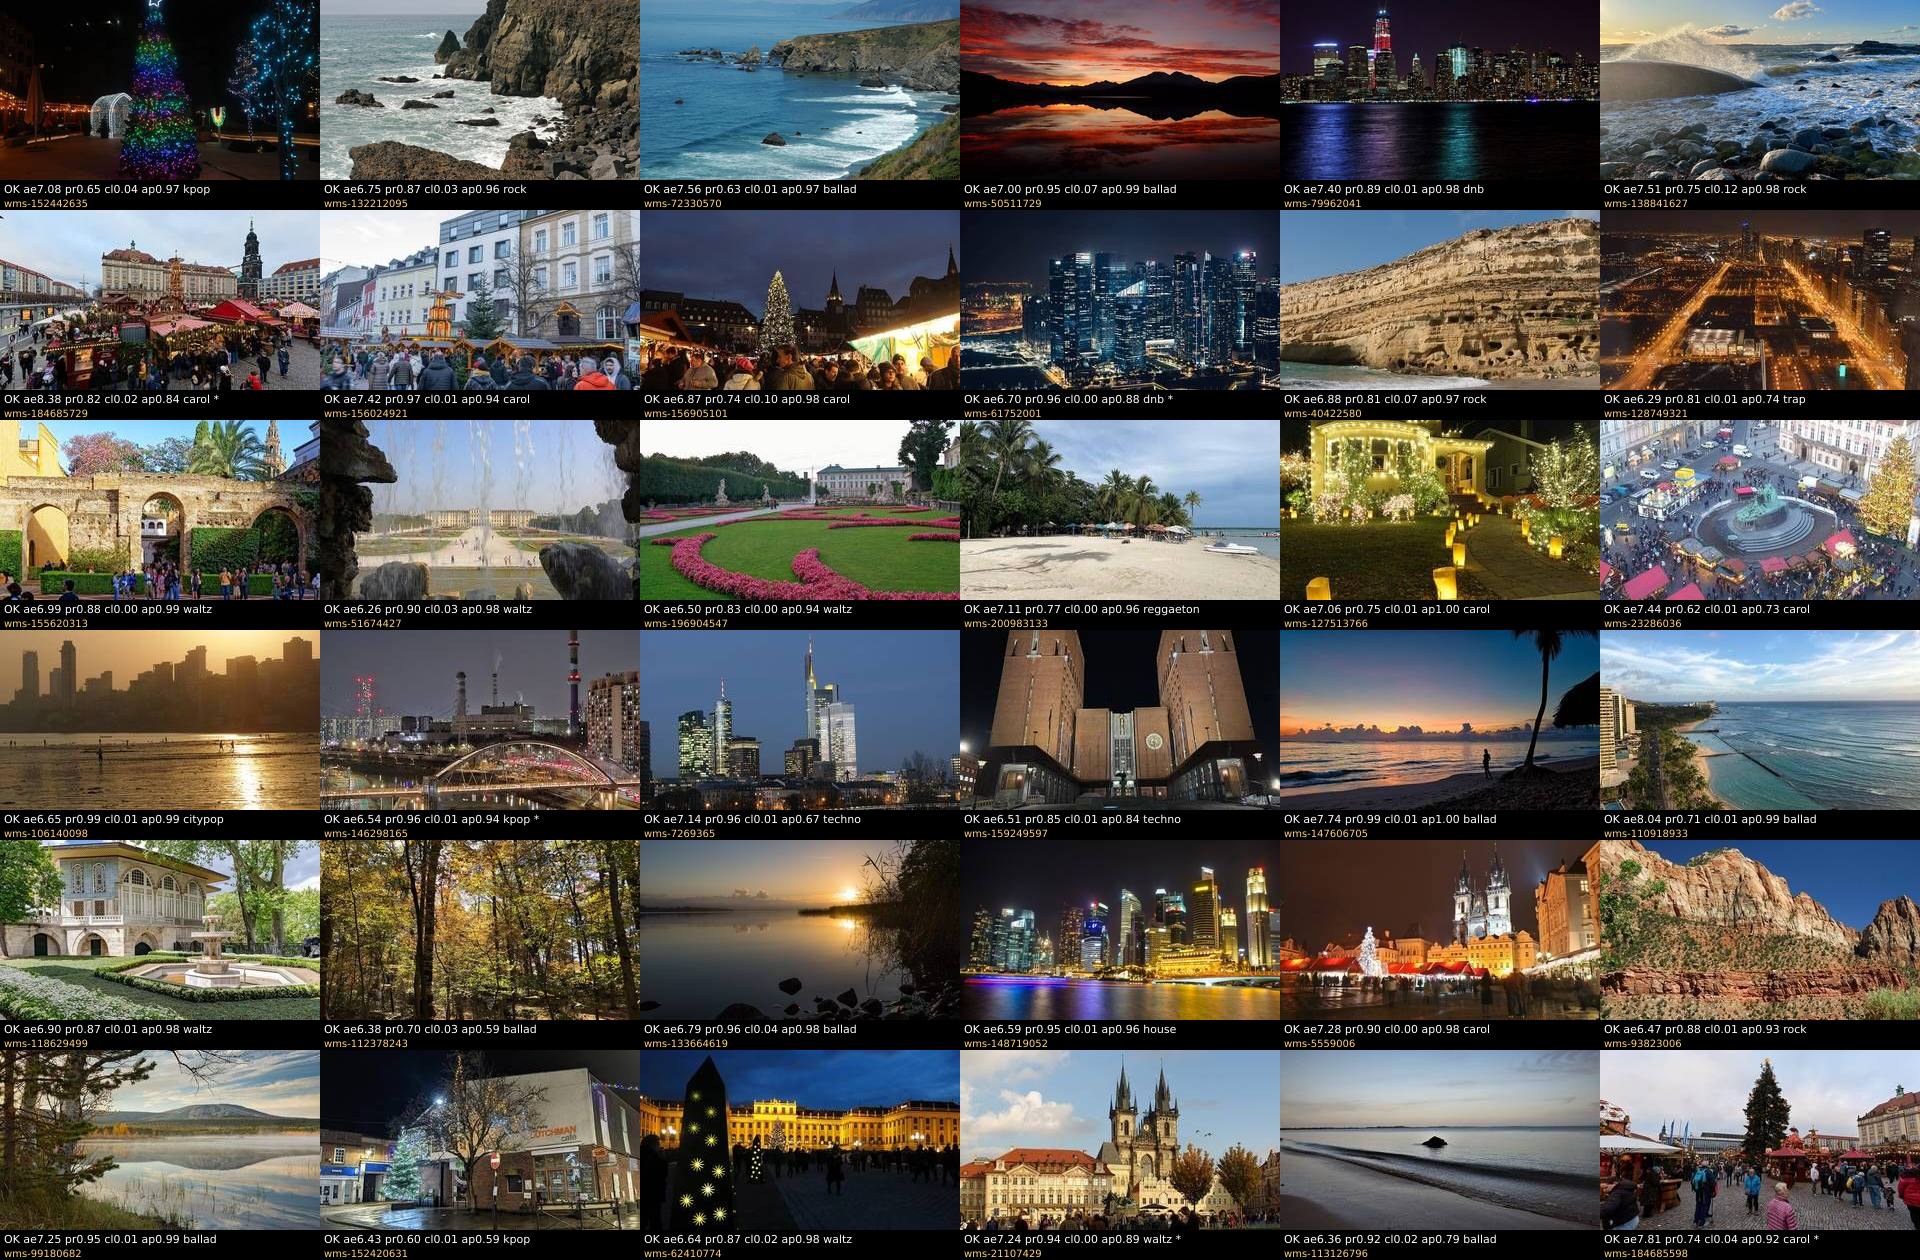 OK ae7.08 pr0.65 cl0.04 ap0.97 kpop
wms-152442635
OK ae6.75 pr0.87 cl0.03 ap0.96 rock
wms-132212095
OK ae7.56 pr0.63 cl0.01 ap0.97 ballad
wms-72330570
OK ae7.00 pr0.95 cl0.07 ap0.99 ballad
wms-50511729
OK ae7.40 pr0.89 cl0.01 ap0.98 dnb
wms-79962041
OK ae7.51 pr0.75 cl0.12 ap0.98 rock
wms-138841627
OK ae8.38 pr0.82 cl0.02 ap0.84 carol *
wms-184685729
OK ae7.42 pr0.97 cl0.01 ap0.94 carol
wms-156024921
OK ae6.87 pr0.74 cl0.10 ap0.98 carol
wms-156905101
OK ae6.70 pr0.96 cl0.00 ap0.88 dnb *
wms-61752001
OK ae6.88 pr0.81 cl0.07 ap0.97 rock
wms-40422580
OK ae6.29 pr0.81 cl0.01 ap0.74 trap
wms-128749321
OK ae6.99 pr0.88 cl0.00 ap0.99 waltz
wms-155620313
OK ae6.26 pr0.90 cl0.03 ap0.98 waltz
wms-51674427
OK ae6.50 pr0.83 cl0.00 ap0.94 waltz
wms-196904547
OK ae7.11 pr0.77 cl0.00 ap0.96 reggaeton
wms-200983133
OK ae7.06 pr0.75 cl0.01 ap1.00 carol
wms-127513766
OK ae7.44 pr0.62 cl0.01 ap0.73 carol
wms-23286036
OK ae6.65 pr0.99 cl0.01 ap0.99 citypop
wms-106140098
OK ae6.54 pr0.96 cl0.01 ap0.94 kpop *
wms-146298165
OK ae7.14 pr0.96 cl0.01 ap0.67 techno
wms-7269365
OK ae6.51 pr0.85 cl0.01 ap0.84 techno
wms-159249597
OK ae7.74 pr0.99 cl0.01 ap1.00 ballad
wms-147606705
OK ae8.04 pr0.71 cl0.01 ap0.99 ballad
wms-110918933
OK ae6.90 pr0.87 cl0.01 ap0.98 waltz
wms-118629499
OK ae6.38 pr0.70 cl0.03 ap0.59 ballad
wms-112378243
OK ae6.79 pr0.96 cl0.04 ap0.98 ballad
wms-133664619
OK ae6.59 pr0.95 cl0.01 ap0.96 house
wms-148719052
OK ae7.28 pr0.90 cl0.00 ap0.98 carol
wms-5559006
OK ae6.47 pr0.88 cl0.01 ap0.93 rock
wms-93823006
DUTCHMAN
OK ae7.25 pr0.95 cl0.01 ap0.99 ballad
wms-99180682
OK ae6.43 pr0.60 cl0.01 ap0.59 kpop
wms-152420631
OK ae6.64 pr0.87 cl0.02 ap0.98 waltz
wms-62410774
OK ae7.24 pr0.94 cl0.00 ap0.89 waltz *
wms-21107429
OK ae6.36 pr0.92 cl0.02 ap0.79 ballad
wms-113126796
OK ae7.81 pr0.74 cl0.04 ap0.92 carol *
wms-184685598